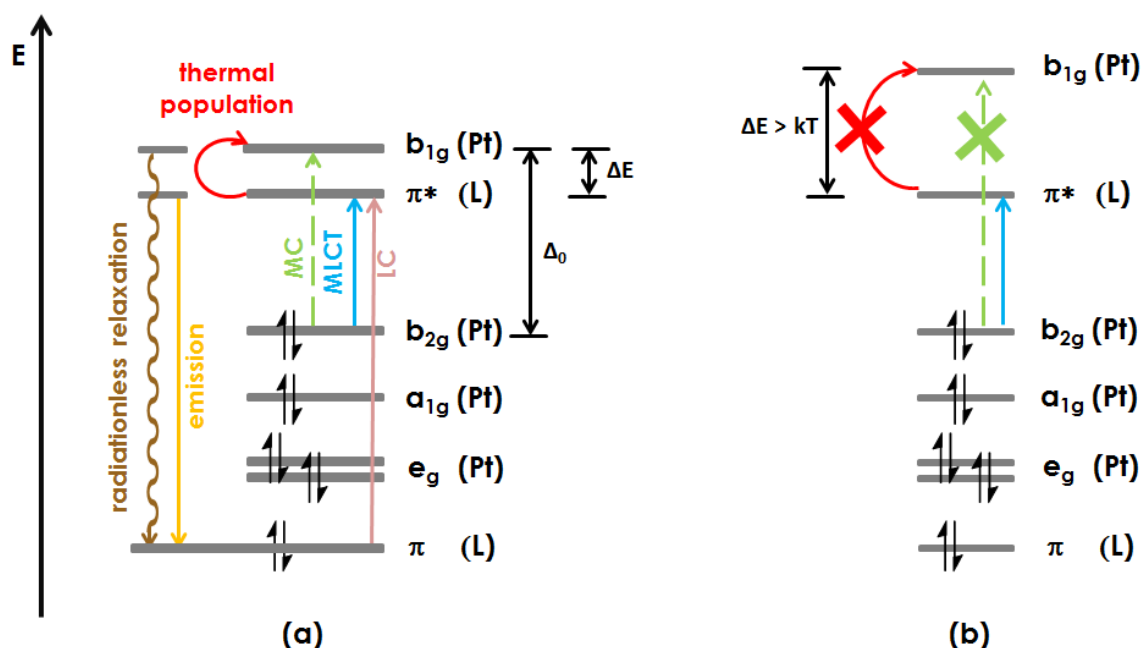 E
thermal
population
b1g (Pt)
π* (L)
ΔE
Δ0
MC
MLCT
LC
radiationless relaxation
emission
b2g (Pt)
a1g (Pt)
eg (Pt)
π (L)
(a)
b1g (Pt)
ΔE > kT
π* (L)
b2g (Pt)
a1g (Pt)
eg (Pt)
π (L)
(b)